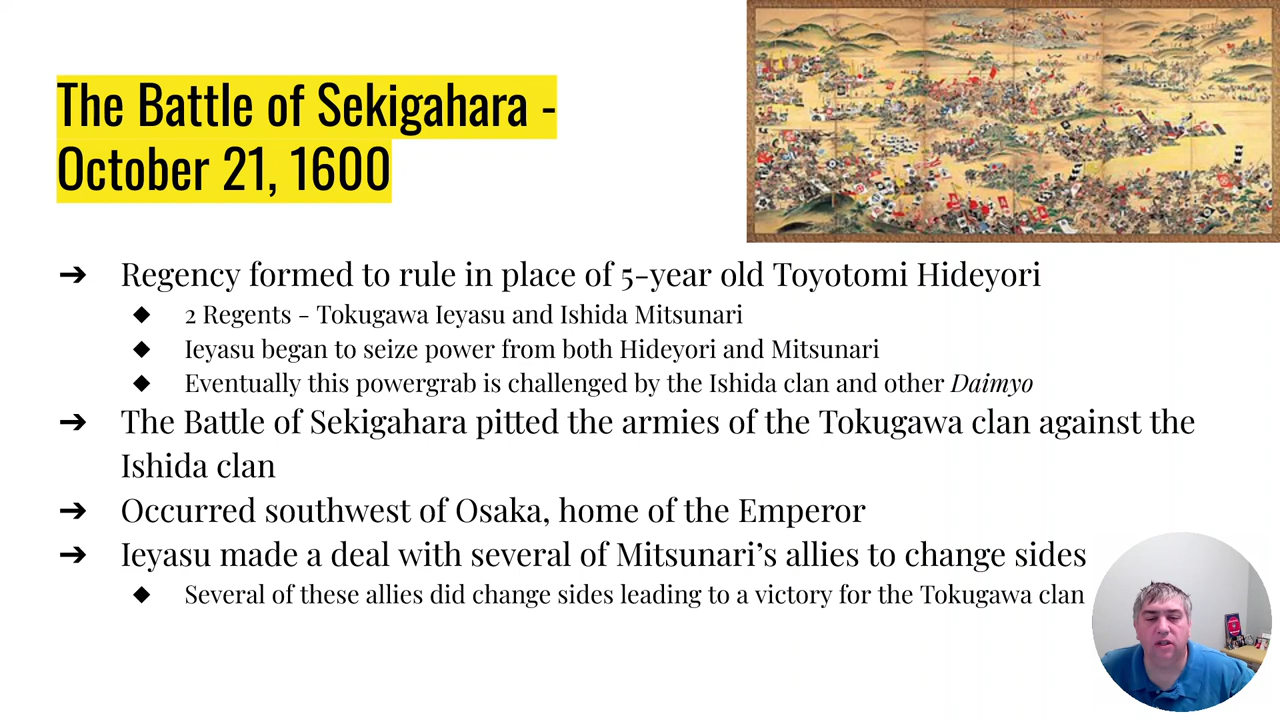 The Battle of Sekigahara -
October 21, 1600
➔ Regency formed to rule in place of 5-year old Toyotomi Hideyori
◆ 2 Regents - Tokugawa Ieyasu and Ishida Mitsunari
◆ Ieyasu began to seize power from both Hideyori and Mitsunari
◆ Eventually this powergrab is challenged by the Ishida clan and other Daimyo
➔ The Battle of Sekigahara pitted the armies of the Tokugawa clan against the
Ishida clan
➔ Occurred southwest of Osaka, home of the Emperor
➔ Ieyasu made a deal with several of Mitsunari’s allies to change sides
◆ Several of these allies did change sides leading to a victory for the Tokugawa clan